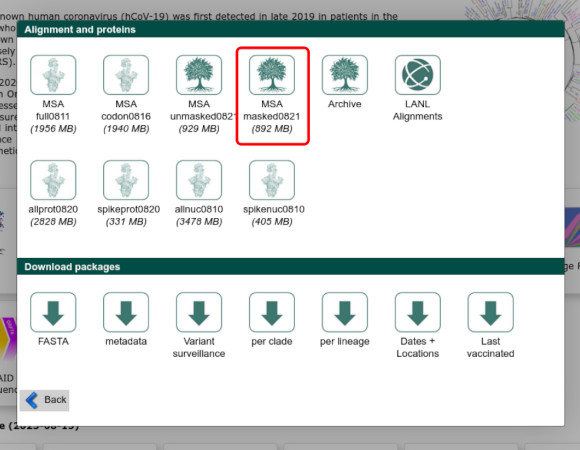 nown human coronavirus (hCoV-19) was first detected in late 2019 in patients in the
Alignment and proteins
MSA full0811 (1956 MB)
MSA codon0816 (1940 MB)
MSA unmasked0821 (929 MB)
MSA masked0821 (892 MB)
Archive
LANL Alignments
allprot0820 (2828 MB)
spikeprot0820 (331 MB)
allnuc0810 (3478 MB)
spikenuc0810 (405 MB)
Download packages
FASTA
metadata
Variant surveillance
per clade
per lineage
Dates + Locations
Last vaccinated
Back